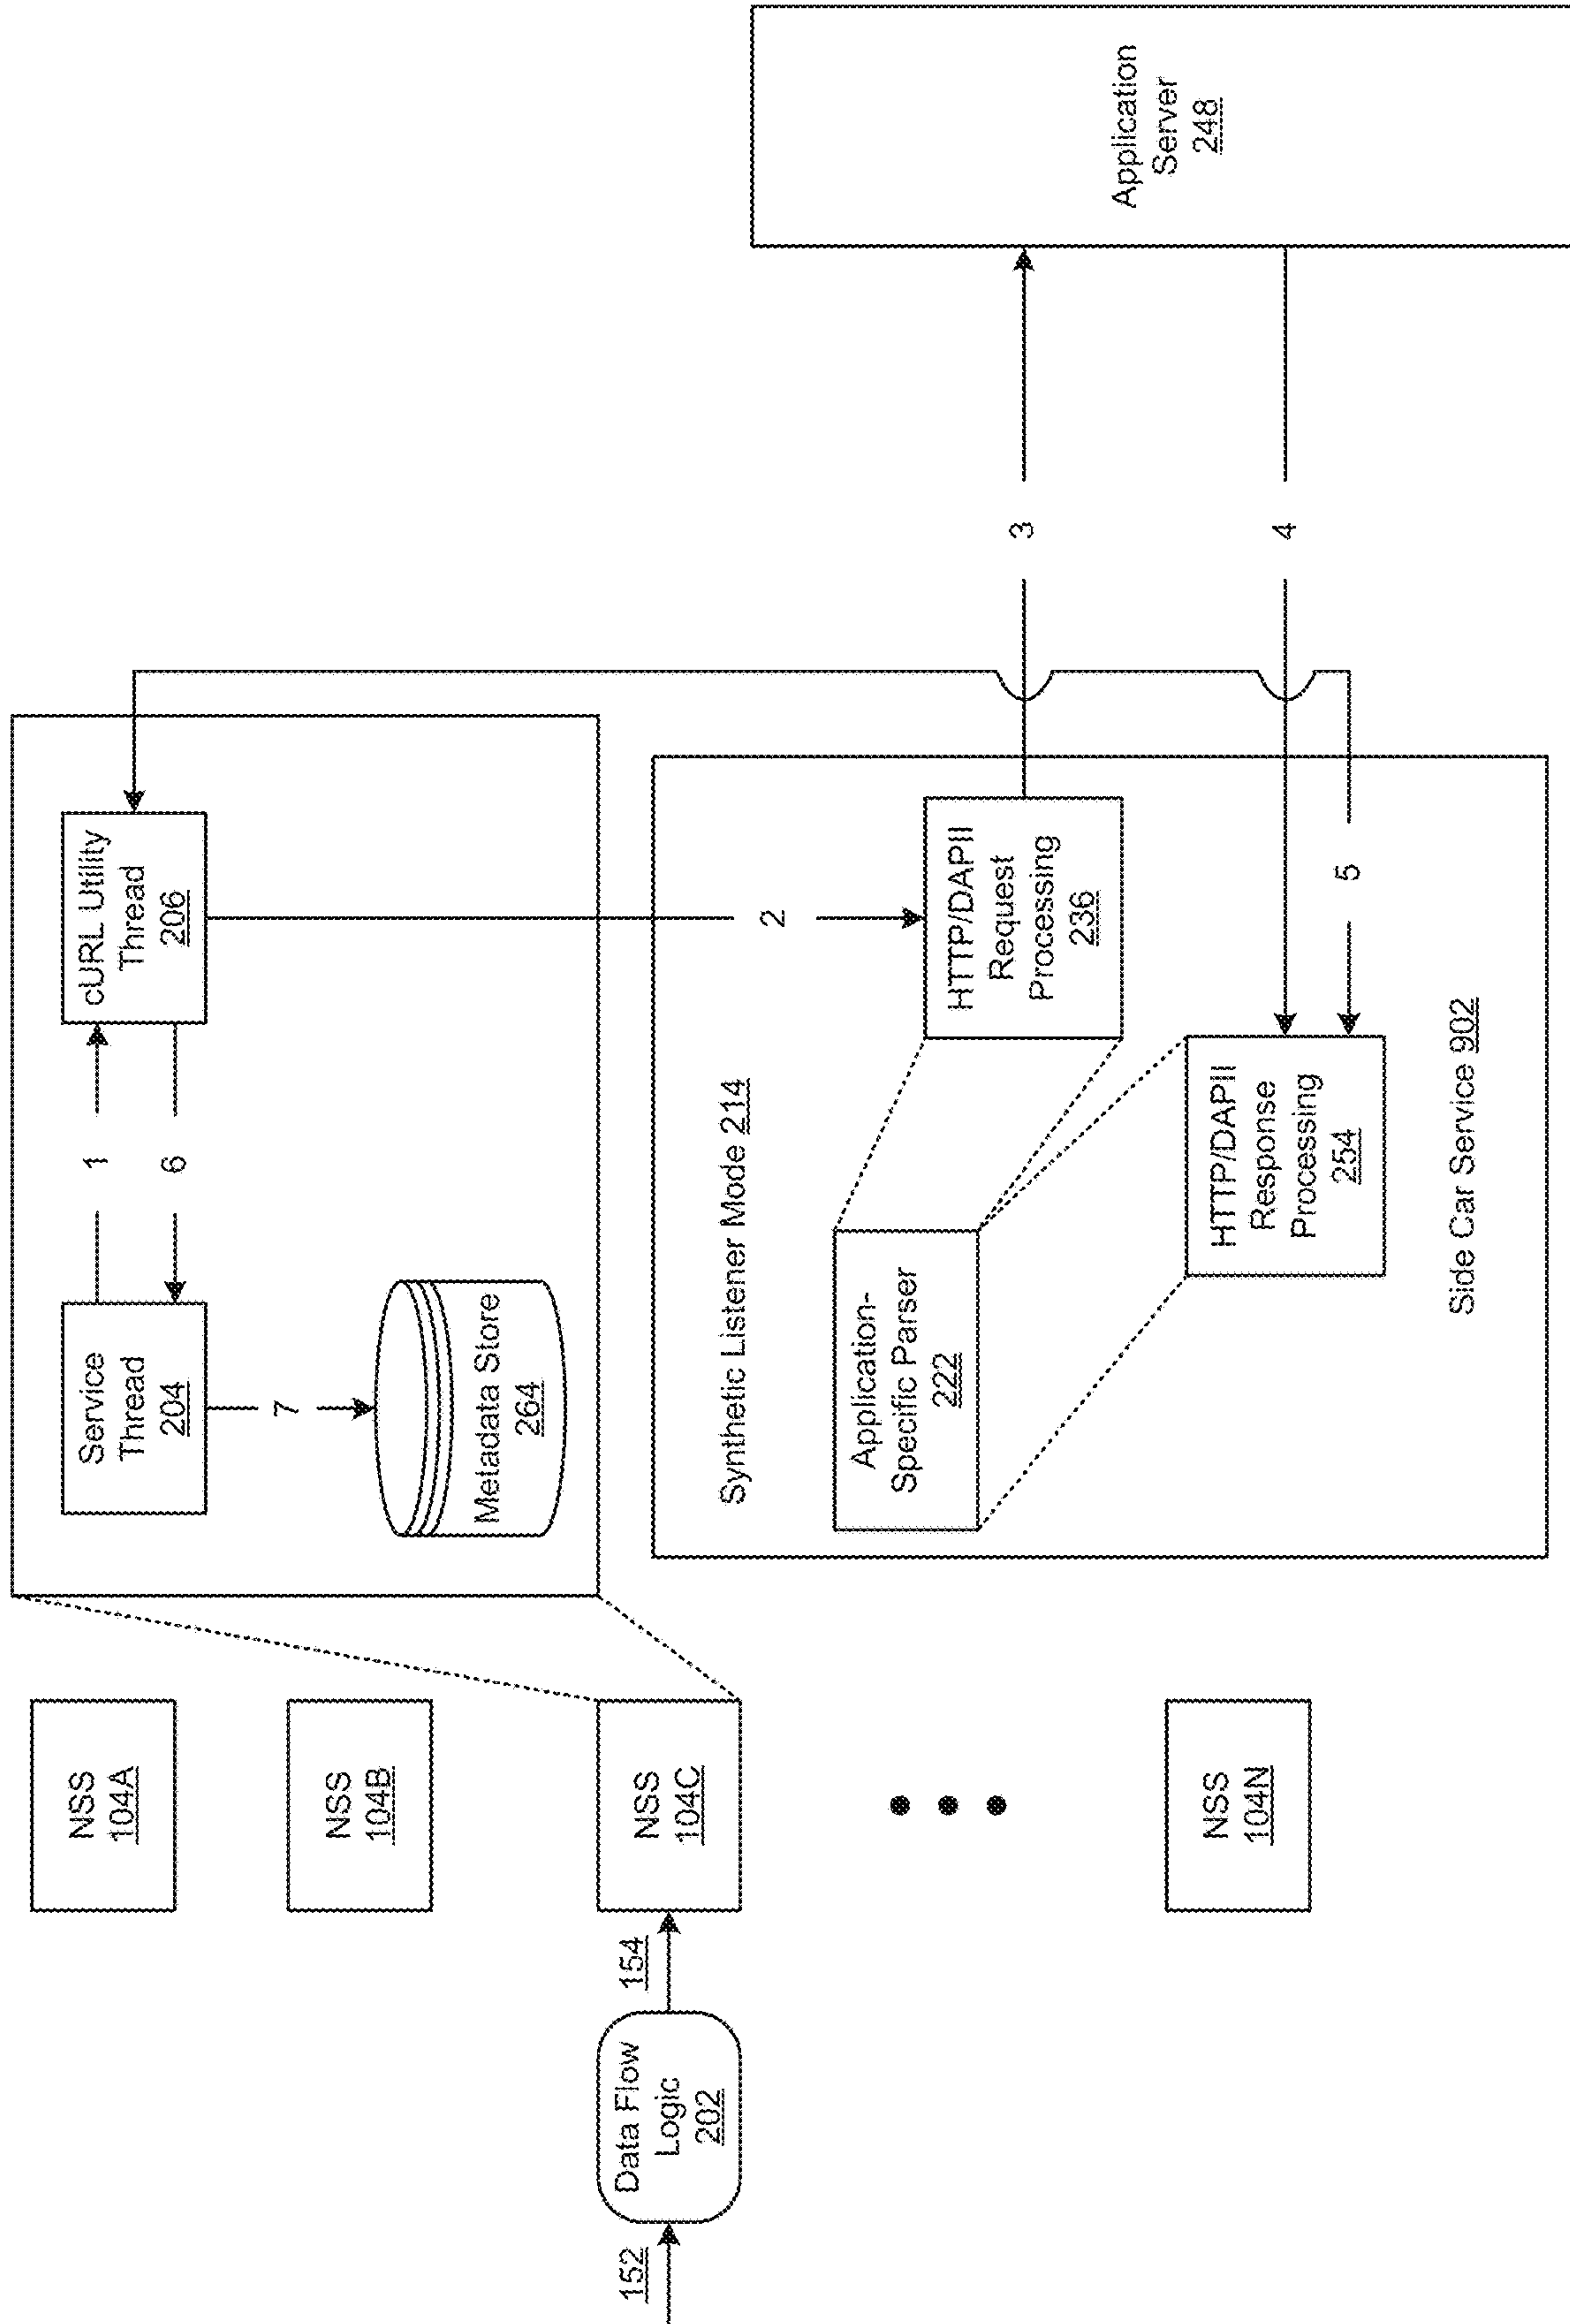 152
Data Flow
Logic
202
154
NSS
104A
NSS
104B
NSS
104C
NSS
104N
Service
Thread
204
1
6
cURL Utility
Thread
206
7
Metadata Store
264
2
Synthetic Listener Mode 214
Application-
Specific Parser
222
HTTP/DAPII
Request
Processing
236
HTTP/DAPII
Response
Processing
254
Side Car Service 902
3
4
5
Application
Server
248